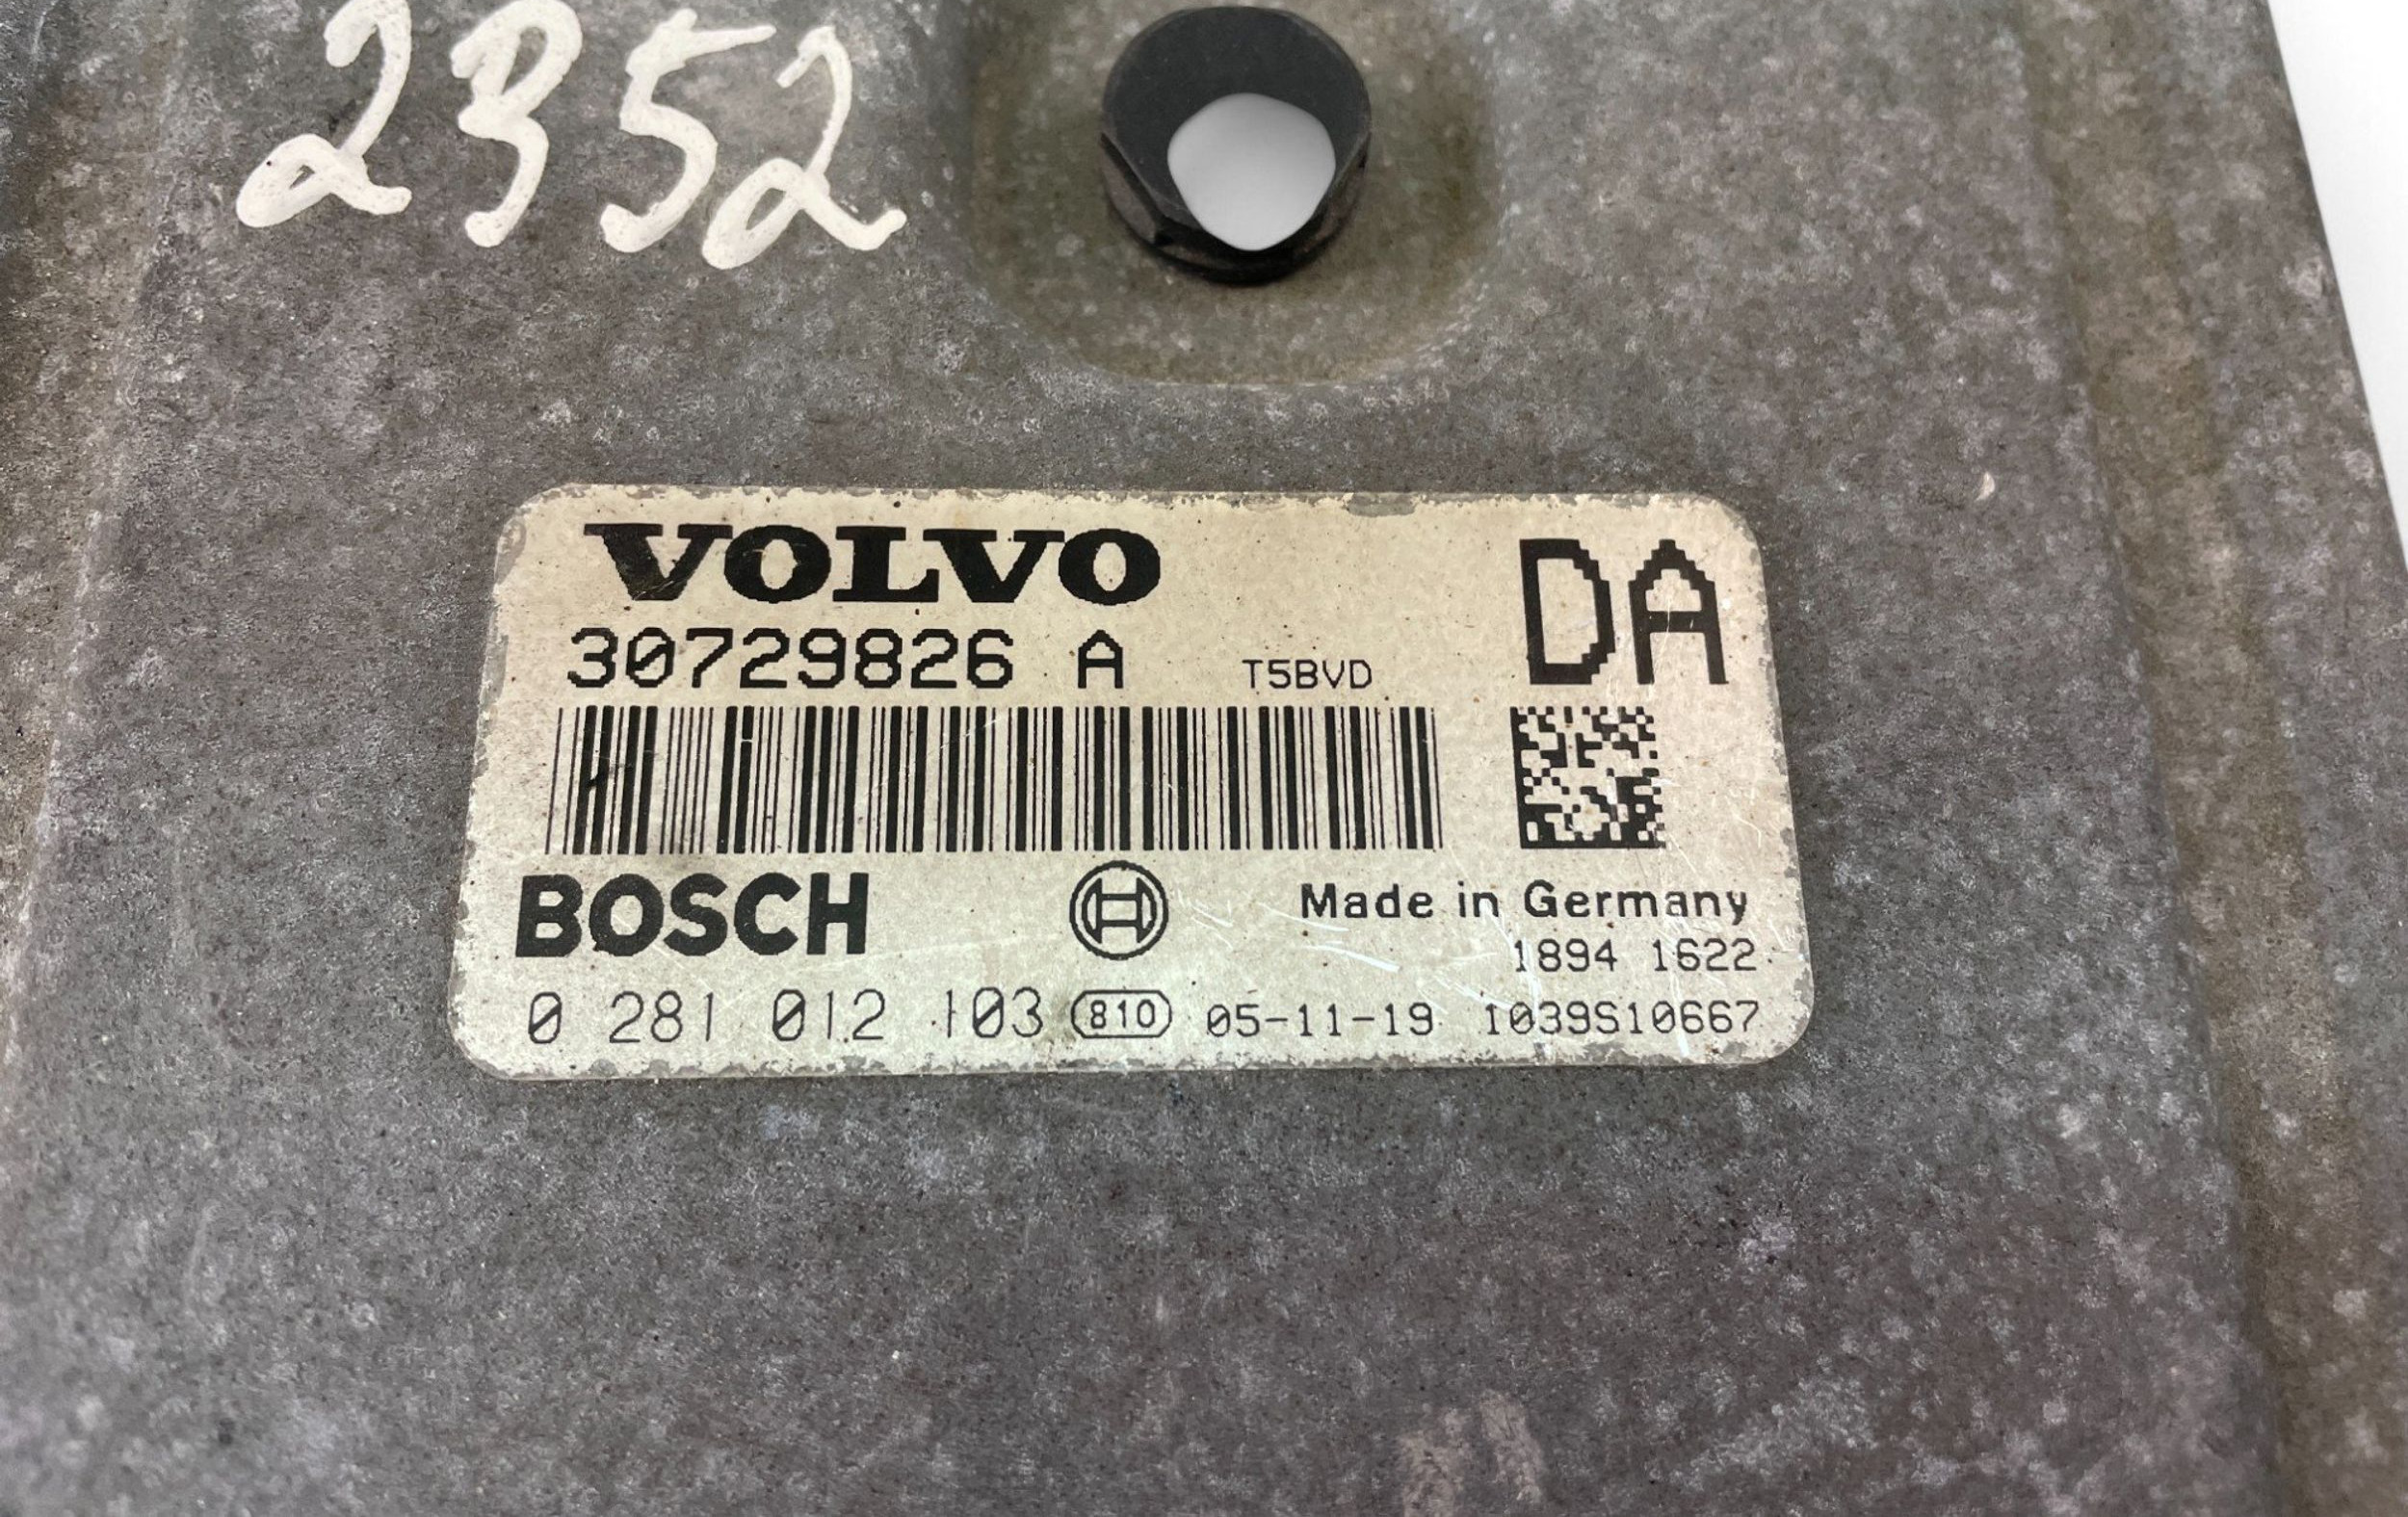 2352
VOLVO
DA
30729826 A T5BVD
BOSCH
Made in Germany
1894 1622
0 281 012 103 810 05-11-19 1039S10667